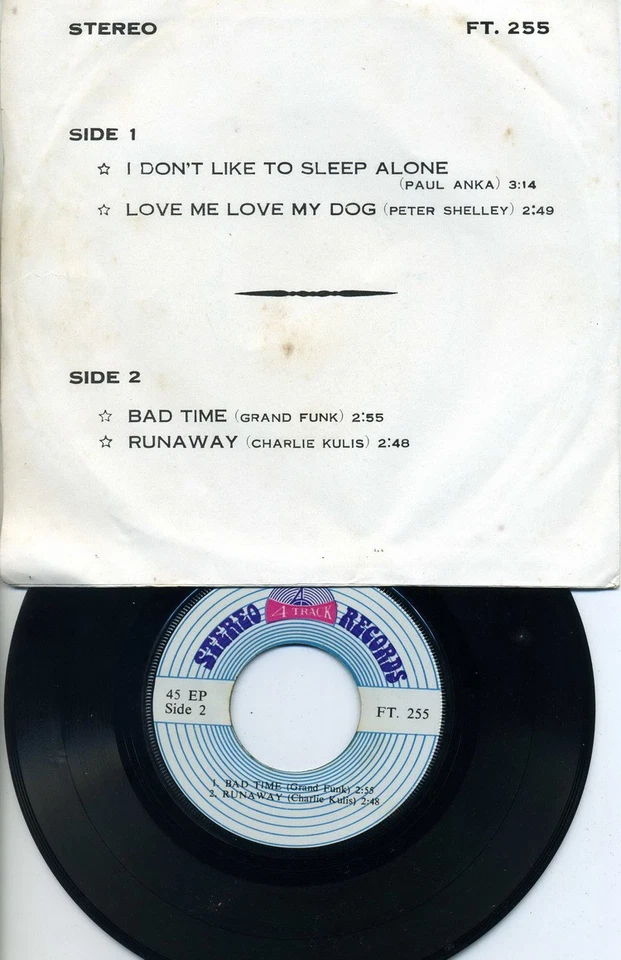 STEREO FT. 255
SIDE 1
☆ I DON'T LIKE TO SLEEP ALONE
(PAUL ANKA) 3:14
☆ LOVE ME LOVE MY DOG (PETER SHELLEY) 2:49
SIDE 2
☆ BAD TIME (GRAND FUNK) 2:55
☆ RUNAWAY (CHARLIE KULIS) 2:48
4 TRACK
STEREO RECORDS
45 EP
Side 2 FT. 255
1. BAD TIME (Grand Funk) 2:55
2. RUNAWAY (Charlie Kulis) 2:48